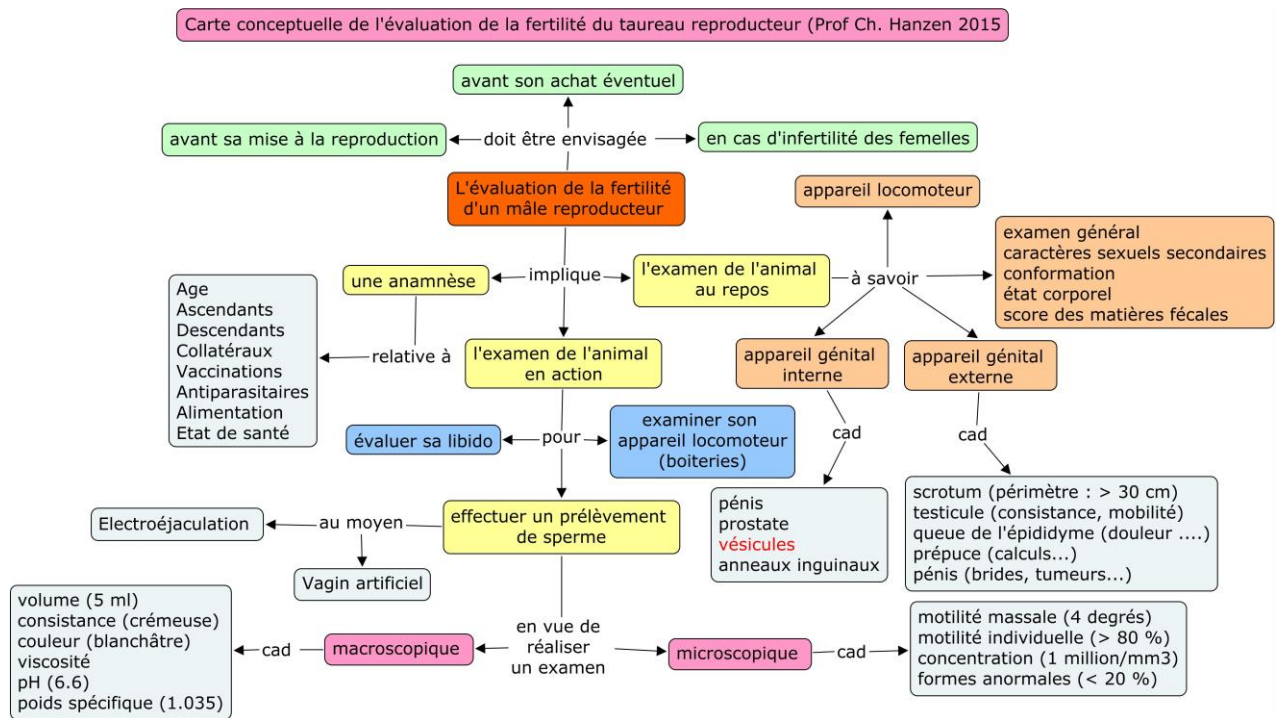 Carte conceptuelle de l'évaluation de la fertilité du taureau reproducteur (Prof Ch. Hanzen 2015
avant son achat éventuel
avant sa mise à la reproduction
doit être envisagée
en cas d'infertilité des femelles
L'évaluation de la fertilité
d'un mâle reproducteur
appareil locomoteur
examen général
caractères sexuels secondaires
conformation
état corporel
score des matières fécales
une anamnèse
implique
l'examen de l'animal
au repos
à savoir
Age
Ascendants
Descendants
Collatéraux
Vaccinations
Antiparasitaires
Alimentation
Etat de santé
relative à
l'examen de l'animal
en action
appareil génital
interne
appareil génital
externe
évaluer sa libido
pour
examiner son
appareil locomoteur
(boiteries)
cad
cad
pénis
prostate
vésicules
anneaux inguinaux
scrotum (périmètre : > 30 cm)
testicule (consistance, mobilité)
queue de l'épididyme (douleur ....)
prépuce (calculs...)
pénis (brides, tumeurs...)
Electroéjaculation
au moyen
effectuer un prélèvement
de sperme
Vagin artificiel
volume (5 ml)
consistance (crémeuse)
couleur (blanchâtre)
viscosité
pH (6.6)
poids spécifique (1.035)
cad
macroscopique
en vue de
réaliser
un examen
microscopique
cad
motilité massale (4 degrés)
motilité individuelle (> 80 %)
concentration (1 million/mm3)
formes anormales (< 20 %)